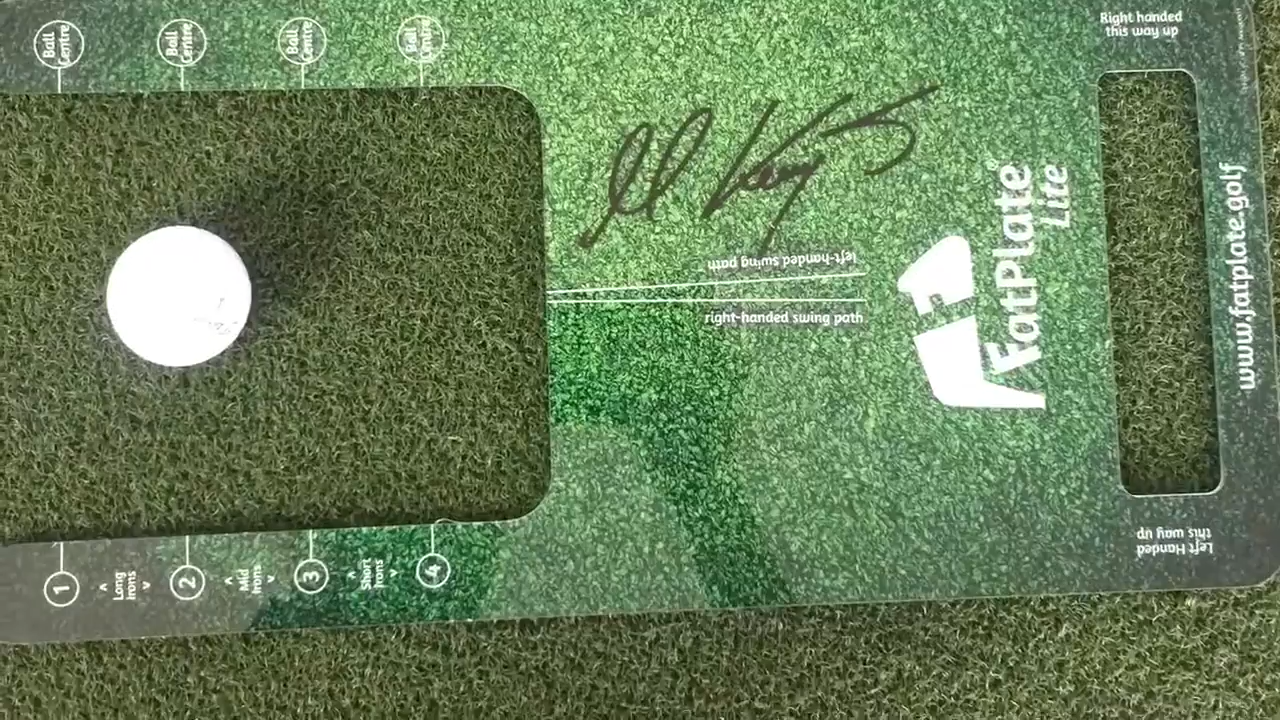 Ball Centre
Ball Centre
Ball Centre
Ball Centre
Right handed
this way up
left-handed swing path
right-handed swing path
FatPlate®
Lite
www.fatplate.golf
Left Handed
this way up
1
< Long Irons >
2
< Mid Irons >
3
< Short Irons >
4